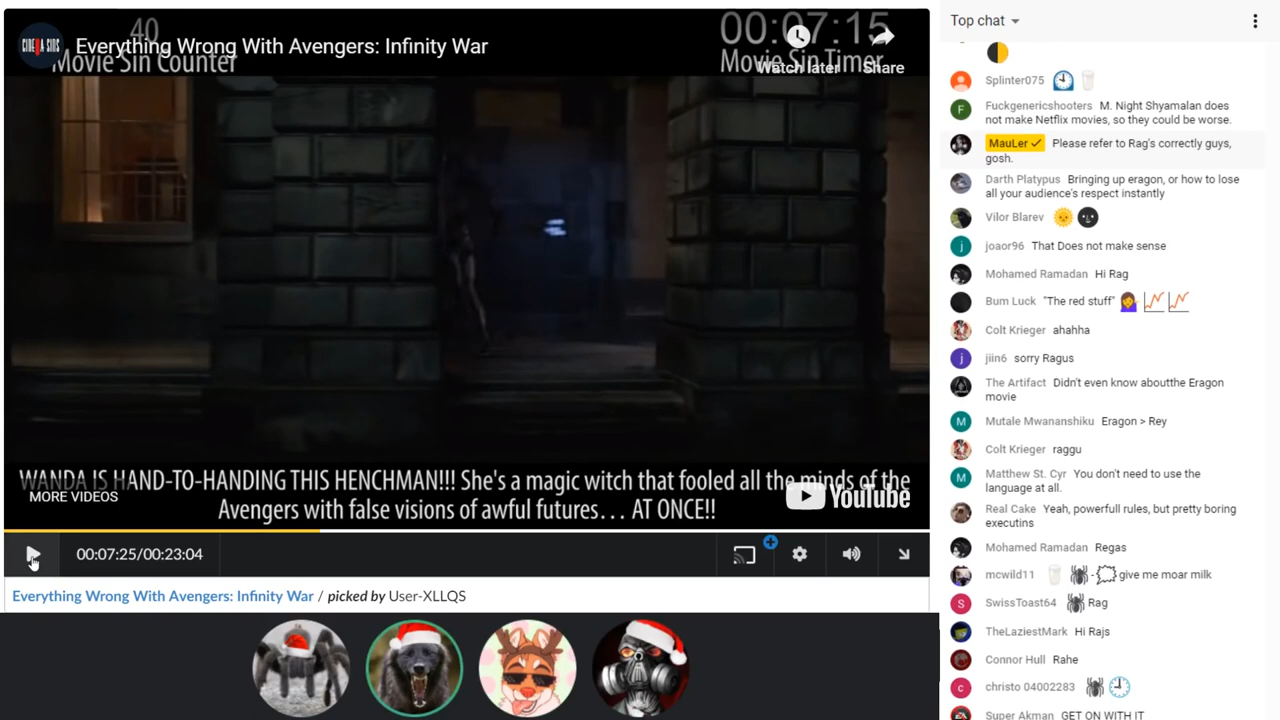 40
Movie Sin Counter
CINEMA SINS
Everything Wrong With Avengers: Infinity War
00:07:15
Movie Sin Timer
Watch later
Share
WANDA IS HAND-TO-HANDING THIS HENCHMAN!!! She's a magic witch that fooled all the minds of the
Avengers with false visions of awful futures… AT ONCE!!
MORE VIDEOS
YouTube
00:07:25/00:23:04
Everything Wrong With Avengers: Infinity War / picked by User-XLLQS
Top chat
Splinter075
Fuckgenericshooters M. Night Shyamalan does
not make Netflix movies, so they could be worse.
MauLer Please refer to Rag's correctly guys,
gosh.
Darth Platypus Bringing up eragon, or how to lose
all your audience's respect instantly
Vilor Blarev
joaor96 That Does not make sense
Mohamed Ramadan Hi Rag
Bum Luck "The red stuff"
Colt Krieger ahahha
jiin6 sorry Ragus
The Artifact Didn't even know aboutthe Eragon
movie
Mutale Mwananshiku Eragon > Rey
Colt Krieger raggu
Matthew St. Cyr You don't need to use the
language at all.
Real Cake Yeah, powerfull rules, but pretty boring
executins
Mohamed Ramadan Regas
mcwild11 - give me moar milk
SwissToast64 Rag
TheLaziestMark Hi Rajs
Connor Hull Rahe
christo 04002283
Super Akman GET ON WITH IT